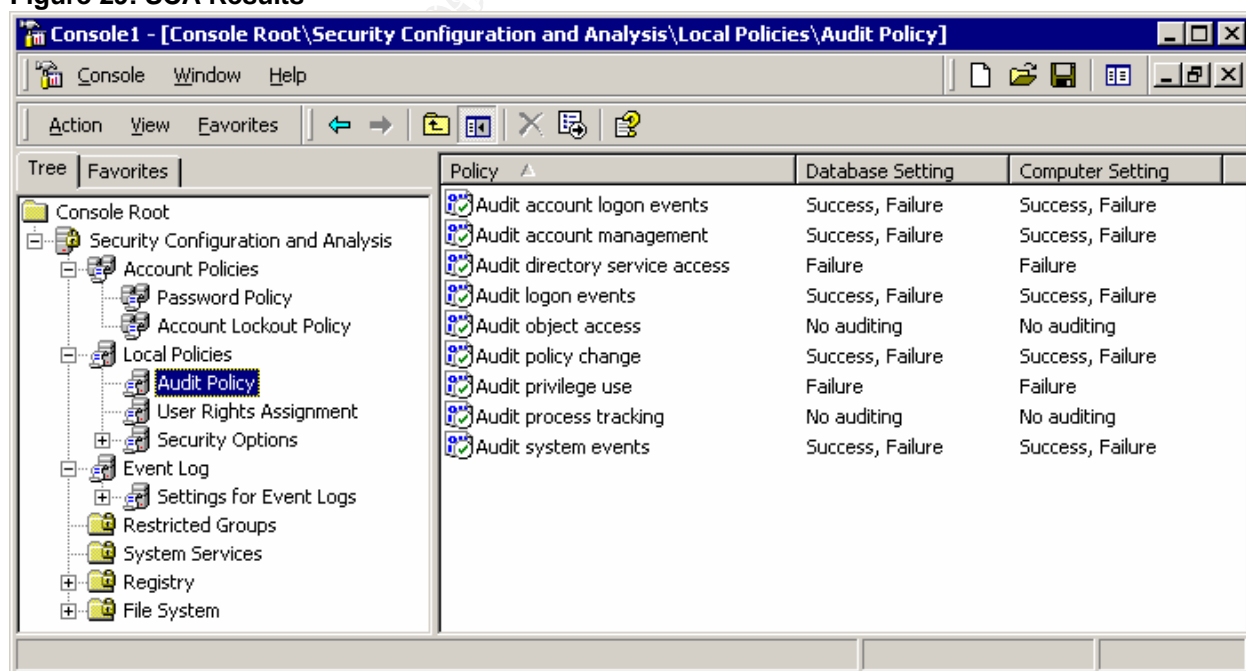 Figure 29: SCA Results
Console1 - [Console Root\Security Configuration and Analysis\Local Policies\Audit Policy]
Console Window Help
Action View Favorites
Tree Favorites
Policy Database Setting Computer Setting
Console Root
Security Configuration and Analysis
Account Policies
Password Policy
Account Lockout Policy
Local Policies
Audit Policy
User Rights Assignment
Security Options
Event Log
Settings for Event Logs
Restricted Groups
System Services
Registry
File System
Audit account logon events Success, Failure Success, Failure
Audit account management Success, Failure Success, Failure
Audit directory service access Failure Failure
Audit logon events Success, Failure Success, Failure
Audit object access No auditing No auditing
Audit policy change Success, Failure Success, Failure
Audit privilege use Failure Failure
Audit process tracking No auditing No auditing
Audit system events Success, Failure Success, Failure